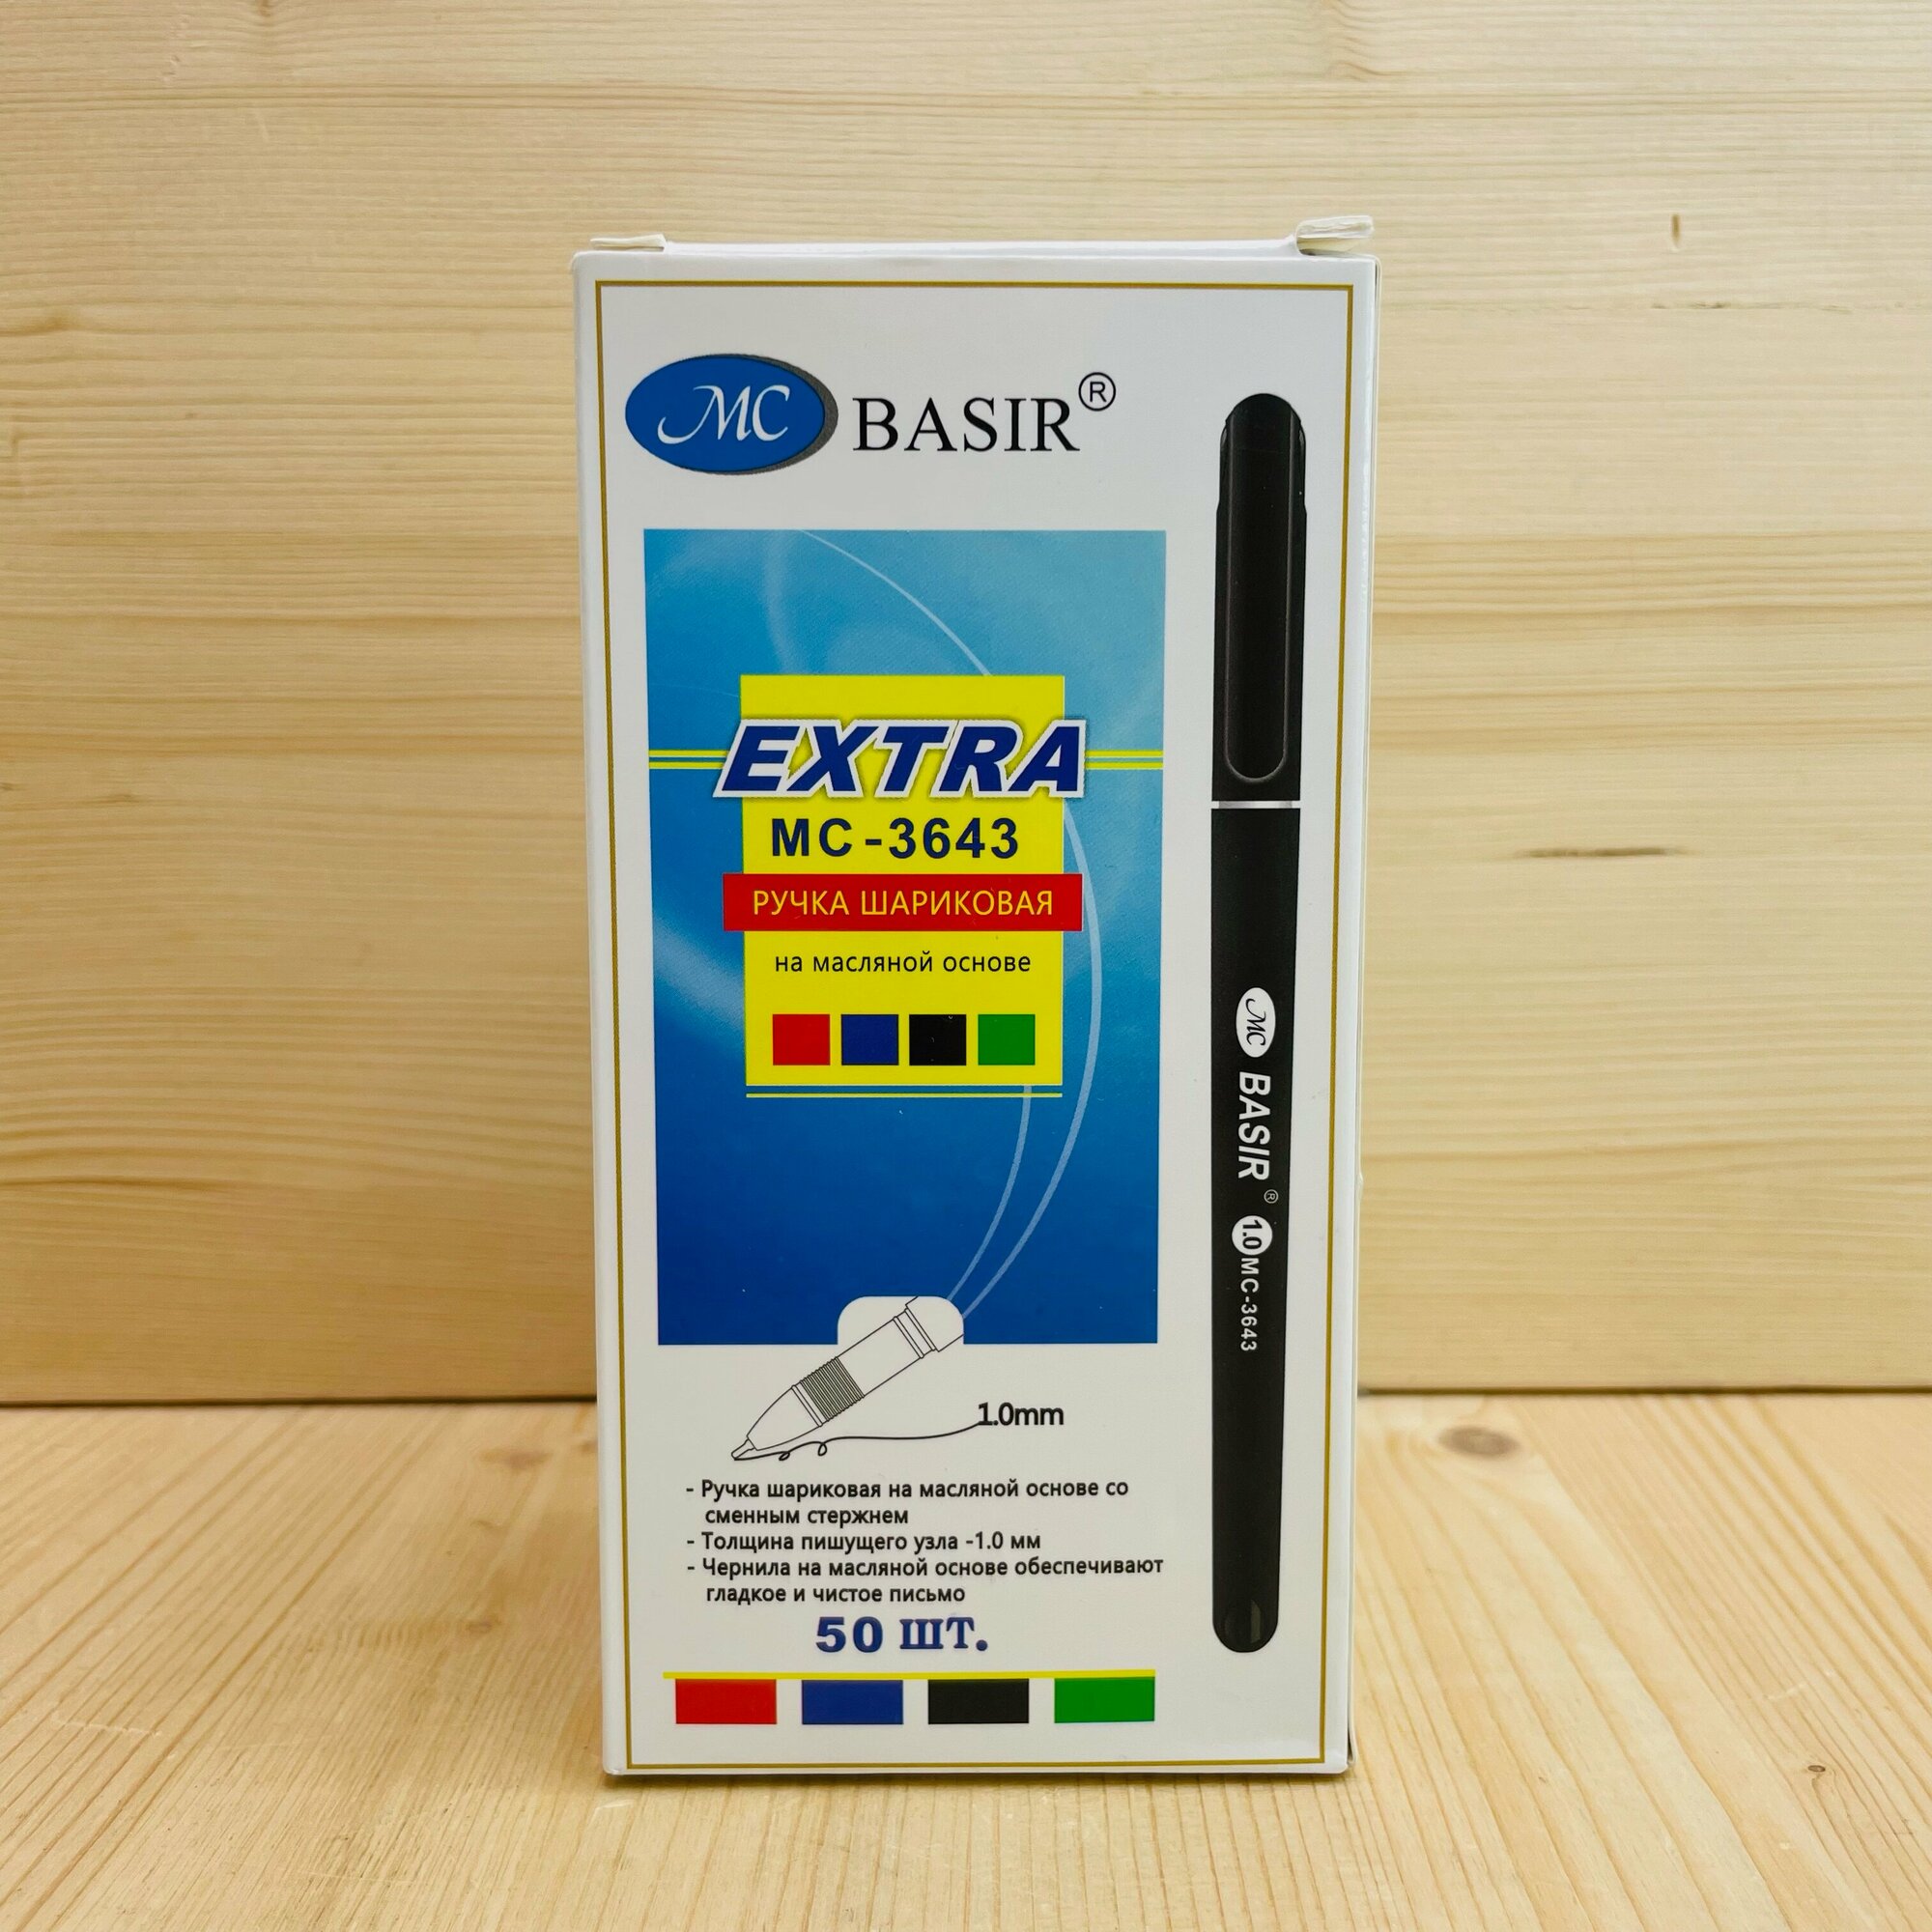 MC BASIR®
EXTRA
MC-3643
РУЧКА ШАРИКОВАЯ
на масляной основе
MC BASIR® 1.0 MC-3643
1.0mm
- Ручка шариковая на масляной основе со
сменным стержнем
- Толщина пишущего узла -1.0 мм
- Чернила на масляной основе обеспечивают
гладкое и чистое письмо
50 ШТ.